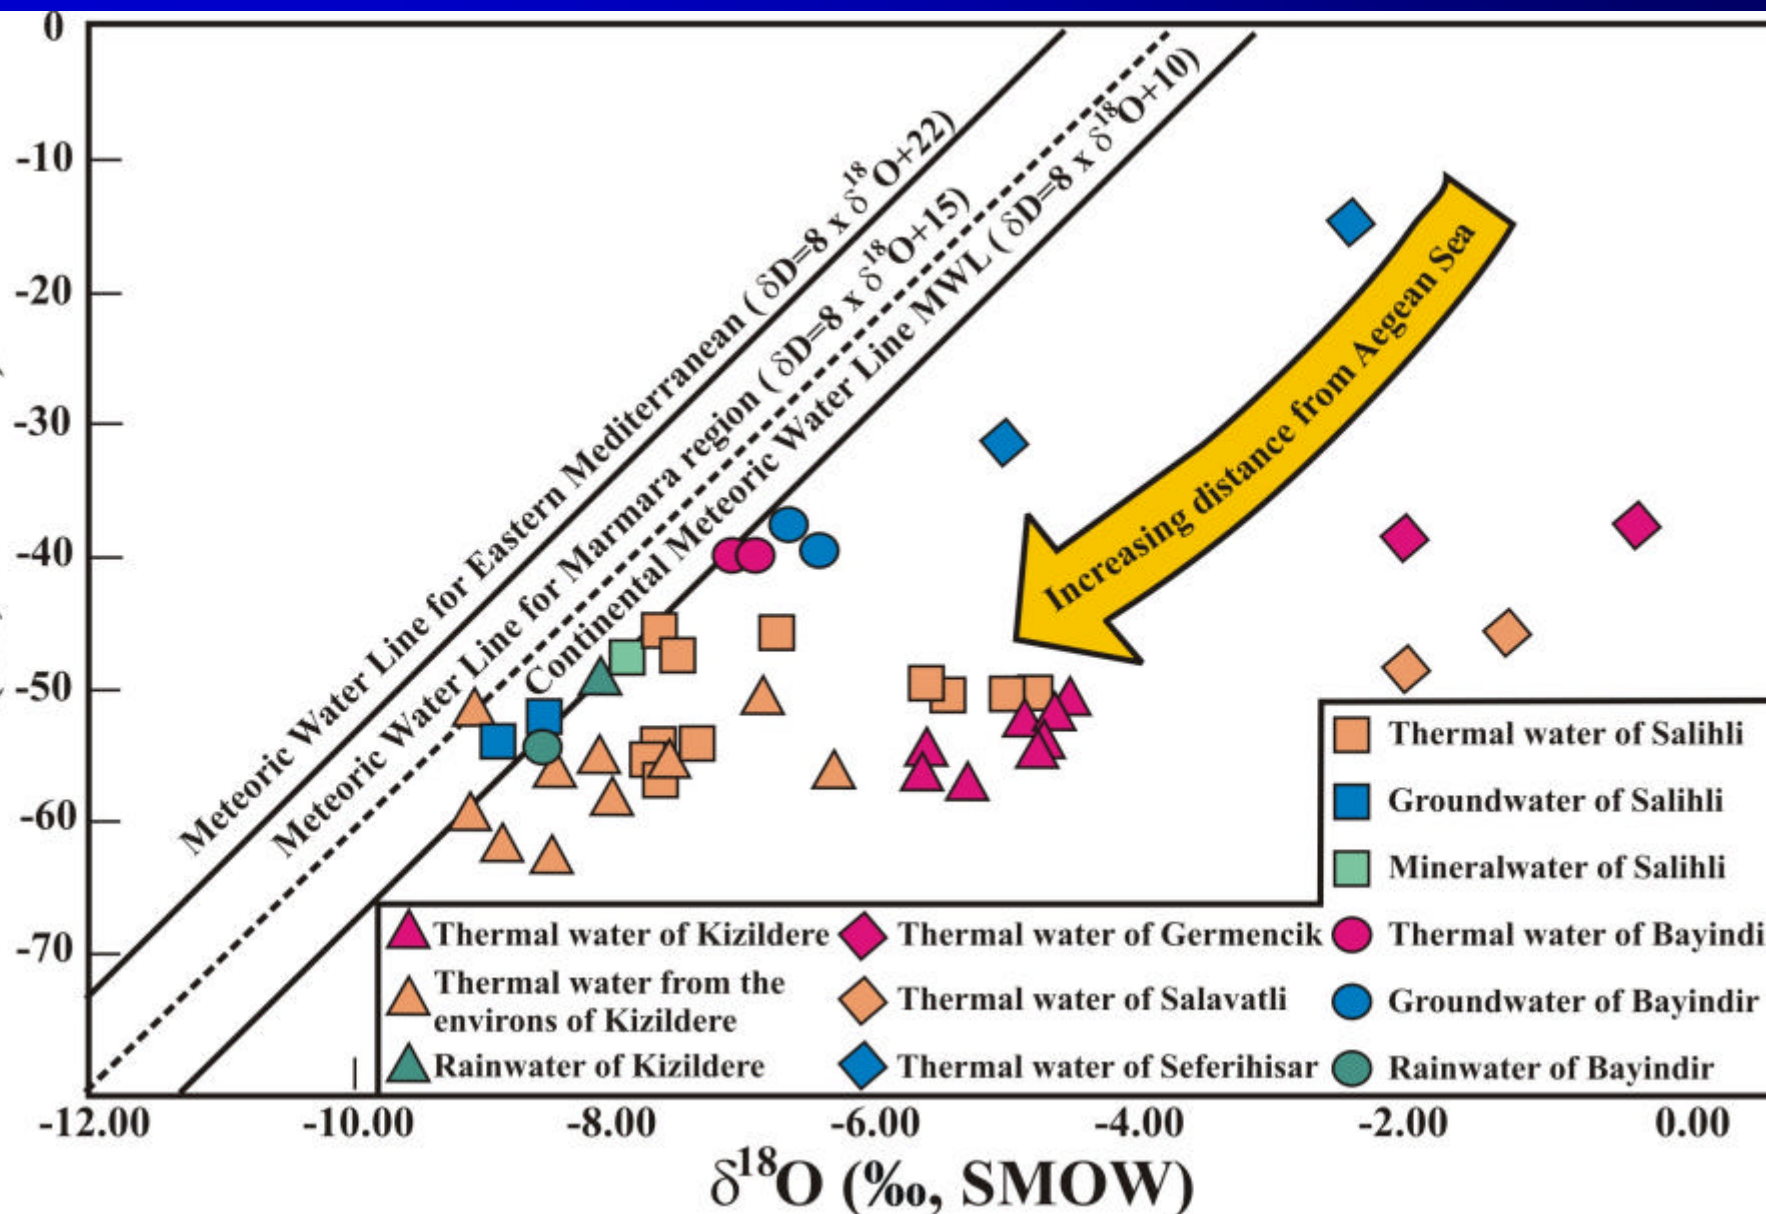 0
-10
-20
-30
-40
-50
-60
-70
-12.00
-10.00
-8.00
-6.00
-4.00
-2.00
0.00
δ¹⁸O (‰, SMOW)
Meteoric Water Line for Eastern Mediterranean ( δD=8 x δ¹⁸O+22)
Meteoric Water Line for Marmara region ( δD=8 x δ¹⁸O+15)
Continental Meteoric Water Line MWL ( δD=8 x δ¹⁸O+10)
Increasing distance from Aegean Sea
Thermal water of Salihli
Groundwater of Salihli
Mineralwater of Salihli
Thermal water of Kizildere
Thermal water from the
environs of Kizildere
Rainwater of Kizildere
Thermal water of Germencik
Thermal water of Salavatli
Thermal water of Seferihisar
Thermal water of Bayindi
Groundwater of Bayindir
Rainwater of Bayindir